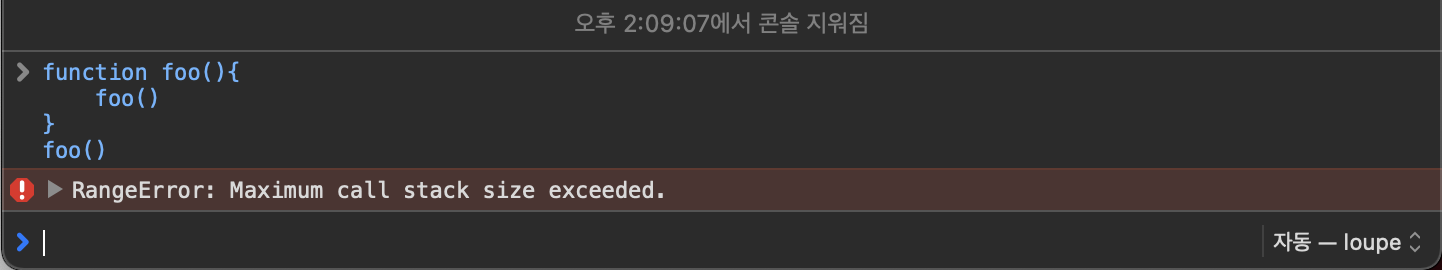 오후 2:09:07에서 콘솔 지워짐
function foo(){
    foo()
}
foo()
RangeError: Maximum call stack size exceeded.
자동 — loupe